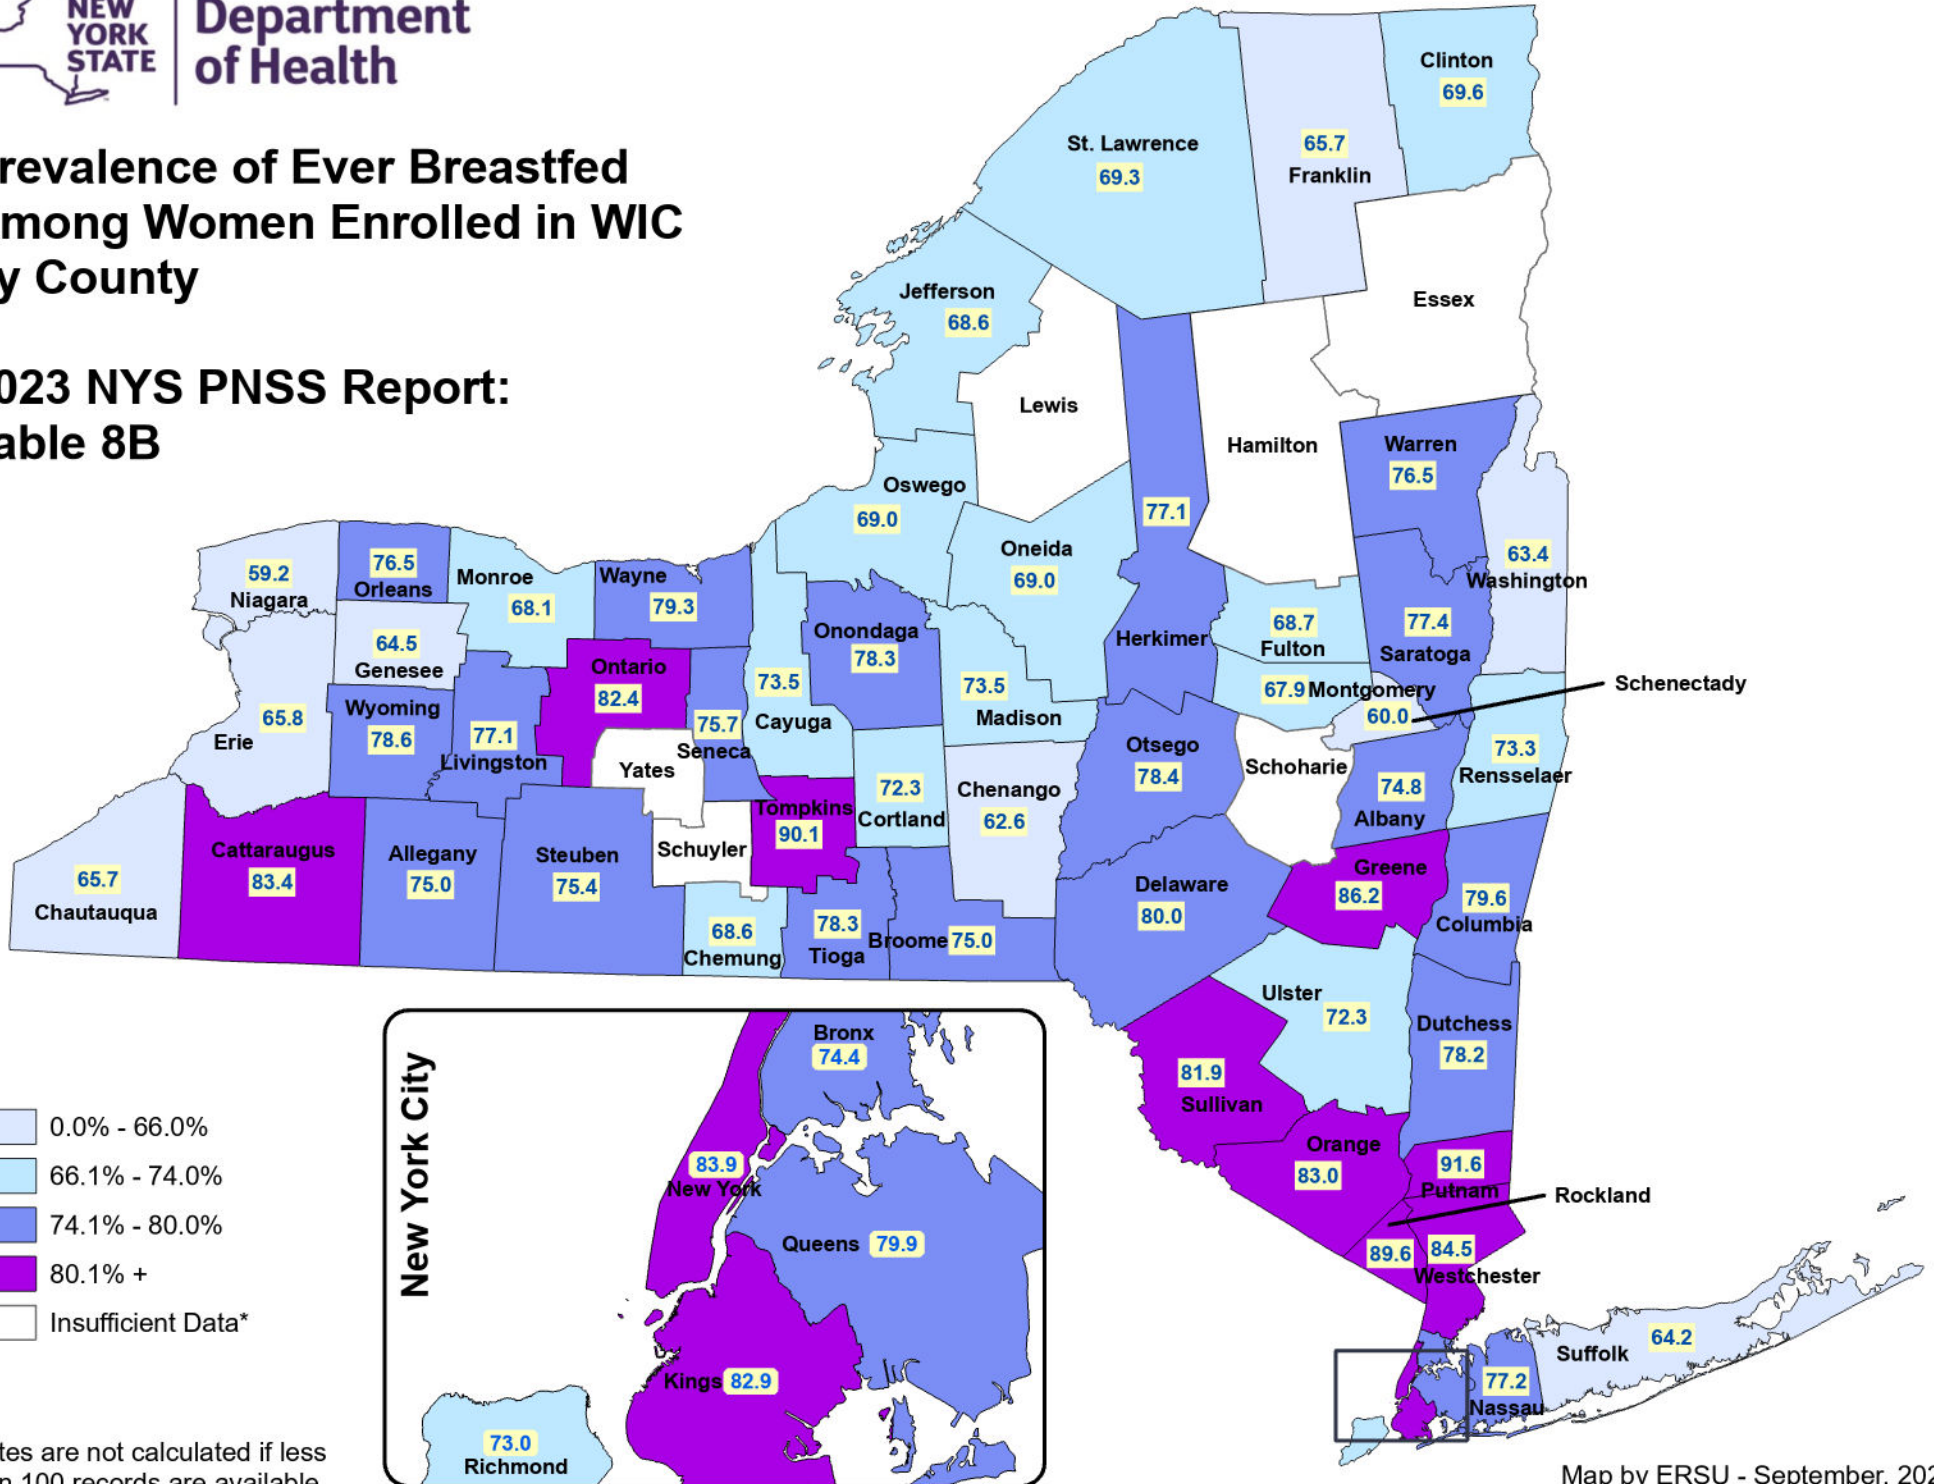 NEW
YORK
STATE
Department
of Health
revalence of Ever Breastfed
mong Women Enrolled in WIC
y County
023 NYS PNSS Report:
able 8B
Clinton
69.6
St. Lawrence
69.3
65.7
Franklin
Essex
Jefferson
68.6
Lewis
Hamilton
Warren
76.5
Oswego
69.0
77.1
Herkimer
Oneida
69.0
63.4
Washington
59.2
Niagara
76.5
Orleans
Monroe
68.1
Wayne
79.3
Onondaga
78.3
68.7
Fulton
77.4
Saratoga
64.5
Genesee
Ontario
82.4
73.5
Cayuga
73.5
Madison
67.9 Montgomery
60.0
Schenectady
65.8
Erie
Wyoming
78.6
77.1
Livingston
75.7
Seneca
Yates
Otsego
78.4
Schoharie
73.3
Rensselaer
72.3
Cortland
Chenango
62.6
74.8
Albany
Tompkins
90.1
Schuyler
Cattaraugus
83.4
Allegany
75.0
Steuben
75.4
65.7
Chautauqua
Greene
86.2
Delaware
80.0
79.6
Columbia
68.6
Chemung
78.3
Tioga
Broome 75.0
Ulster
72.3
Dutchess
78.2
81.9
Sullivan
Orange
83.0
91.6
Putnam
Rockland
89.6
84.5
Westchester
64.2
Suffolk
77.2
Nassau
New York City
Bronx
74.4
83.9
New York
Queens 79.9
Kings 82.9
73.0
Richmond
0.0% - 66.0%
66.1% - 74.0%
74.1% - 80.0%
80.1% +
Insufficient Data*
tes are not calculated if less
n 100 records are available
Map by ERSU - September, 202